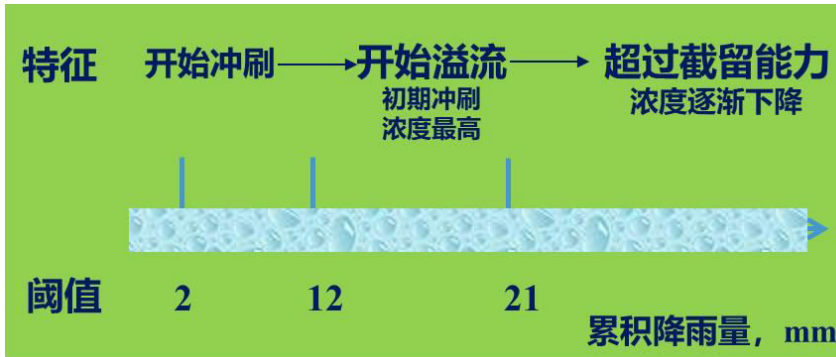 特征 开始冲刷 开始溢流 超过截留能力
初期冲刷 浓度逐渐下降
浓度最高
阈值 2 12 21
累积降雨量，mm